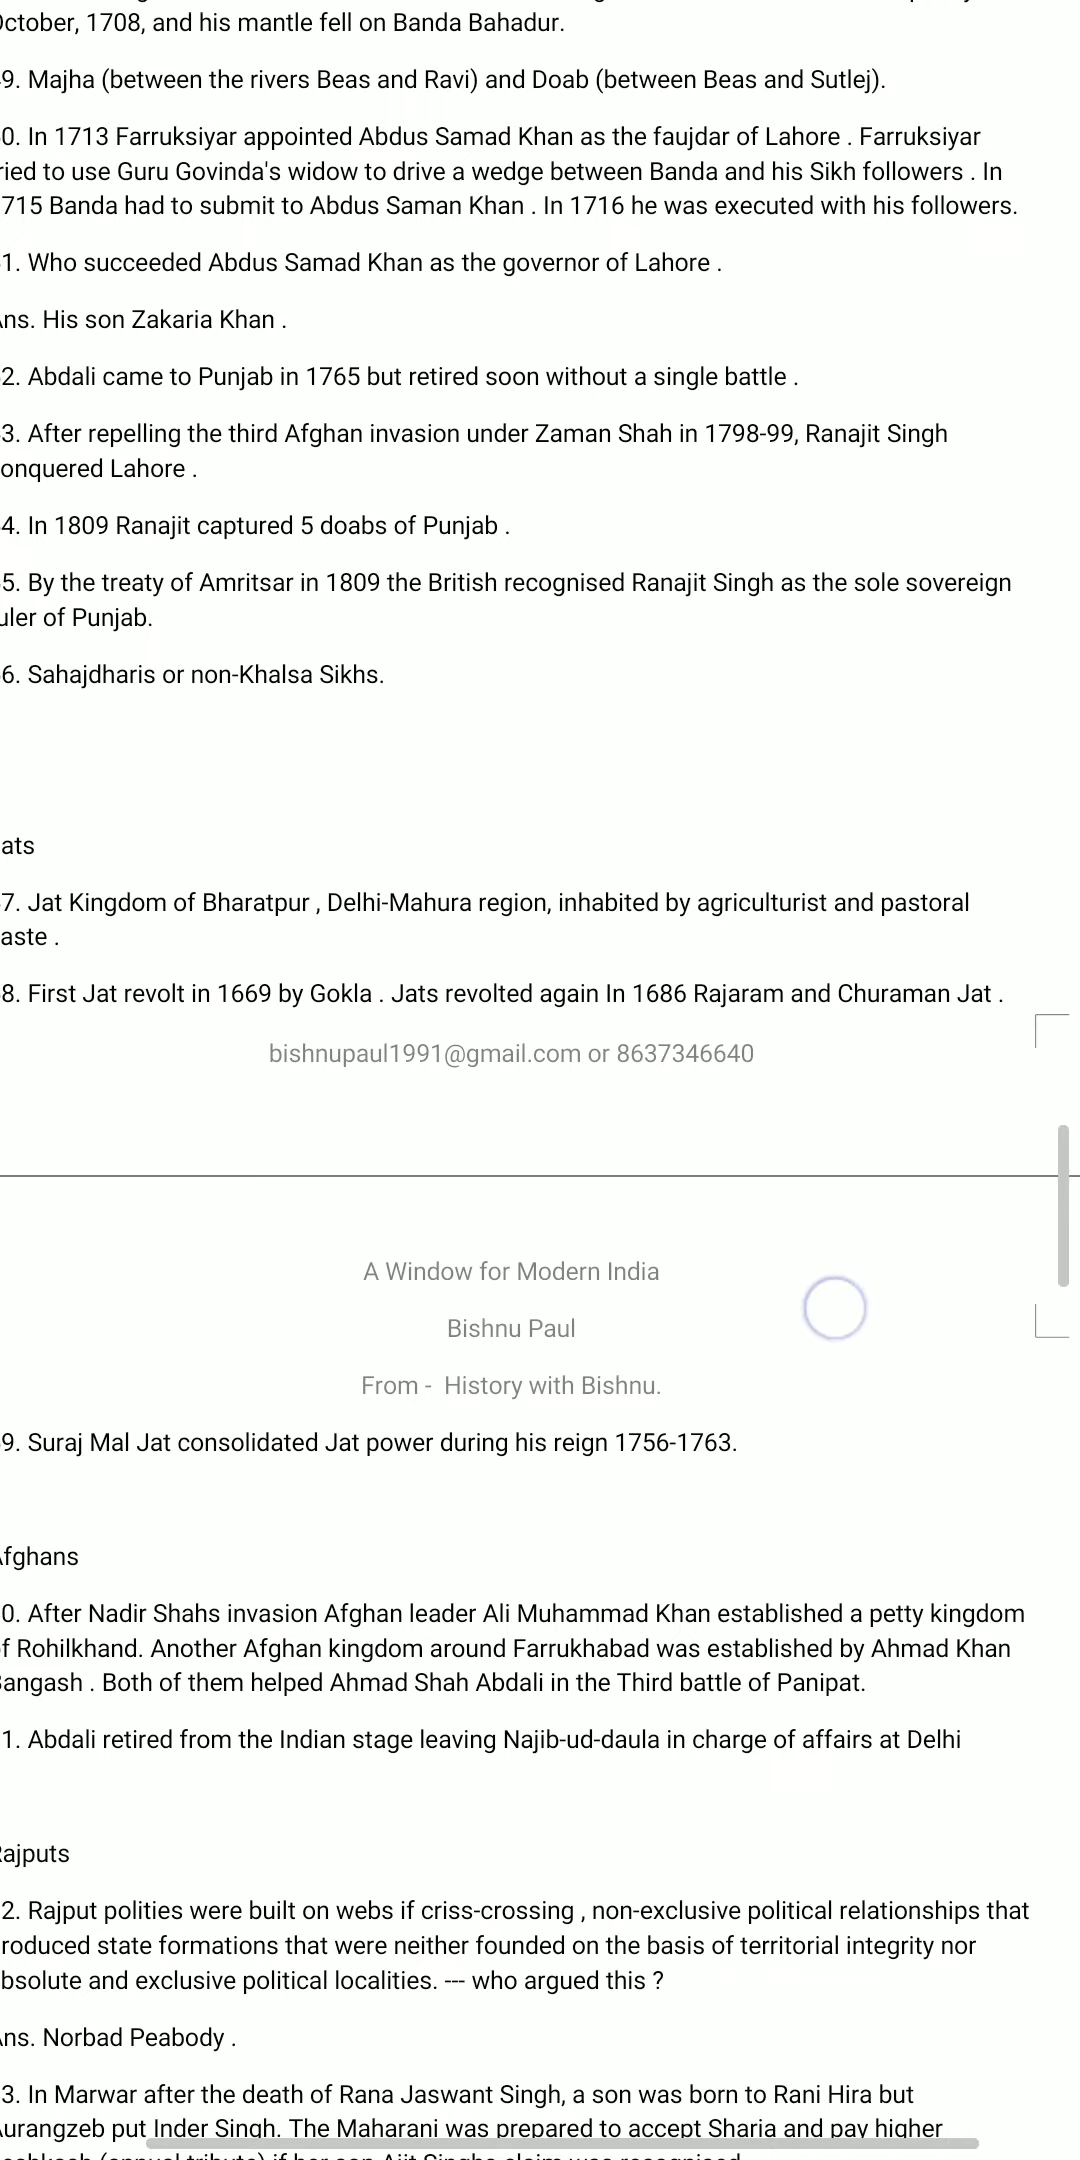 October, 1708, and his mantle fell on Banda Bahadur.
9. Majha (between the rivers Beas and Ravi) and Doab (between Beas and Sutlej).
0. In 1713 Farruksiyar appointed Abdus Samad Khan as the faujdar of Lahore . Farruksiyar
ried to use Guru Govinda's widow to drive a wedge between Banda and his Sikh followers . In
715 Banda had to submit to Abdus Saman Khan . In 1716 he was executed with his followers.
1. Who succeeded Abdus Samad Khan as the governor of Lahore .
Ans. His son Zakaria Khan .
2. Abdali came to Punjab in 1765 but retired soon without a single battle .
3. After repelling the third Afghan invasion under Zaman Shah in 1798-99, Ranajit Singh
onquered Lahore .
4. In 1809 Ranajit captured 5 doabs of Punjab .
5. By the treaty of Amritsar in 1809 the British recognised Ranajit Singh as the sole sovereign
uler of Punjab.
6. Sahajdharis or non-Khalsa Sikhs.
ats
7. Jat Kingdom of Bharatpur , Delhi-Mahura region, inhabited by agriculturist and pastoral
aste .
8. First Jat revolt in 1669 by Gokla . Jats revolted again In 1686 Rajaram and Churaman Jat .
bishnupaul1991@gmail.com or 8637346640
A Window for Modern India
Bishnu Paul
From - History with Bishnu.
9. Suraj Mal Jat consolidated Jat power during his reign 1756-1763.
Afghans
0. After Nadir Shahs invasion Afghan leader Ali Muhammad Khan established a petty kingdom
of Rohilkhand. Another Afghan kingdom around Farrukhabad was established by Ahmad Khan
Bangash . Both of them helped Ahmad Shah Abdali in the Third battle of Panipat.
1. Abdali retired from the Indian stage leaving Najib-ud-daula in charge of affairs at Delhi
Rajputs
2. Rajput polities were built on webs if criss-crossing , non-exclusive political relationships that
roduced state formations that were neither founded on the basis of territorial integrity nor
bsolute and exclusive political localities. --- who argued this ?
Ans. Norbad Peabody .
3. In Marwar after the death of Rana Jaswant Singh, a son was born to Rani Hira but
Aurangzeb put Inder Singh. The Maharani was prepared to accept Sharia and pay higher